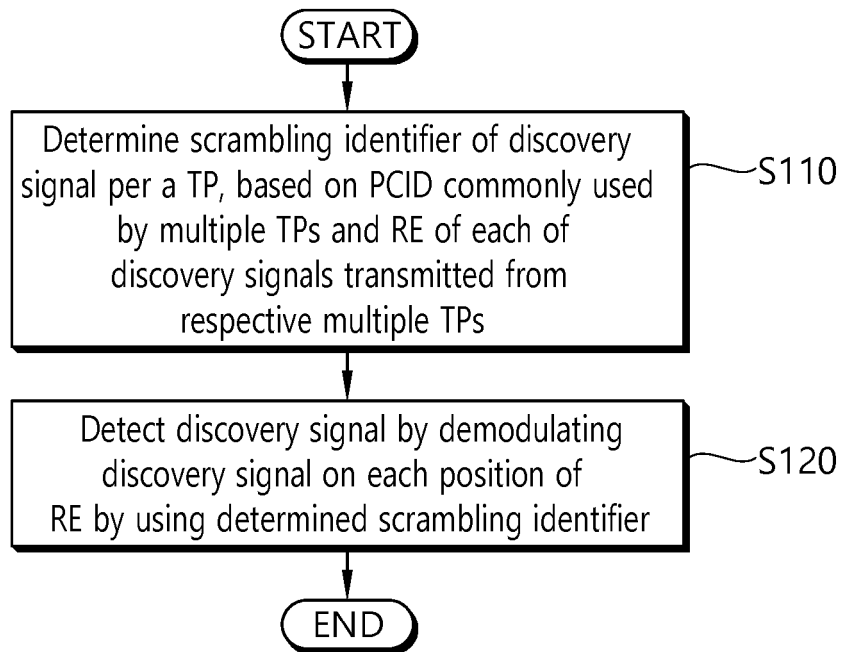 START
Determine scrambling identifier of discovery
signal per a TP, based on PCID commonly used
by multiple TPs and RE of each of
discovery signals transmitted from
respective multiple TPs
S110
Detect discovery signal by demodulating
discovery signal on each position of
RE by using determined scrambling identifier
S120
END